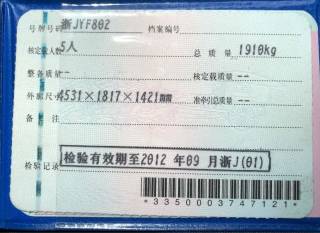 号牌号码 浙JYF802 档案编号
核定载人数 5人 总质量 1910kg
整备质量 -- 核定载质量 --
外廓尺寸 4531×1817×1421mm 准牵引总质量 --
备注
检验记录 检验有效期至2012 年09 月浙J(01)
*3350003747121*